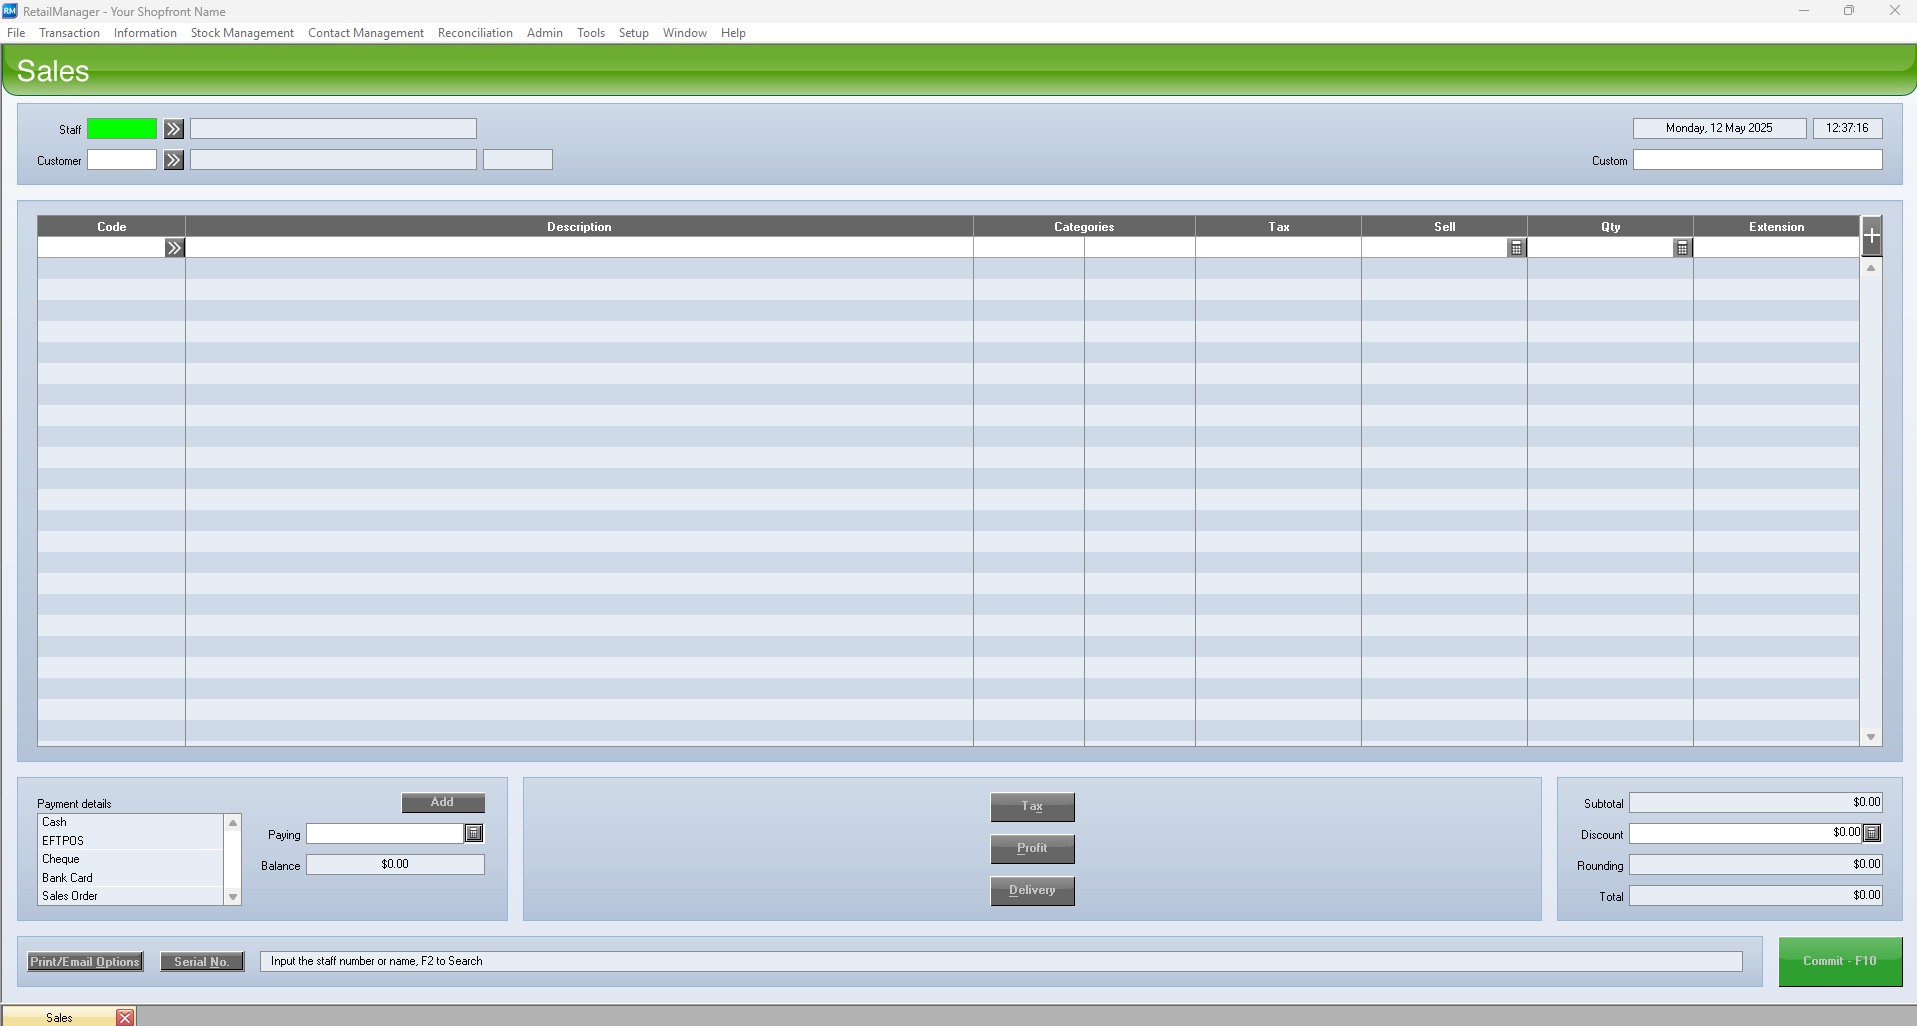 RM RetailManager - Your Shopfront Name
File Transaction Information Stock Management Contact Management Reconciliation Admin Tools Setup Window Help
Sales
Staff
Monday, 12 May 2025 12:37:16
Customer
Custom
Code Description Categories Tax Sell Qty Extension
Payment details
Add
Cash
EFTPOS
Cheque
Bank Card
Sales Order
Paying
Balance $0.00
Tax
Profit
Delivery
Subtotal $0.00
Discount $0.00
Rounding $0.00
Total $0.00
Print/Email Options Serial No. Input the staff number or name, F2 to Search
Commit - F10
Sales